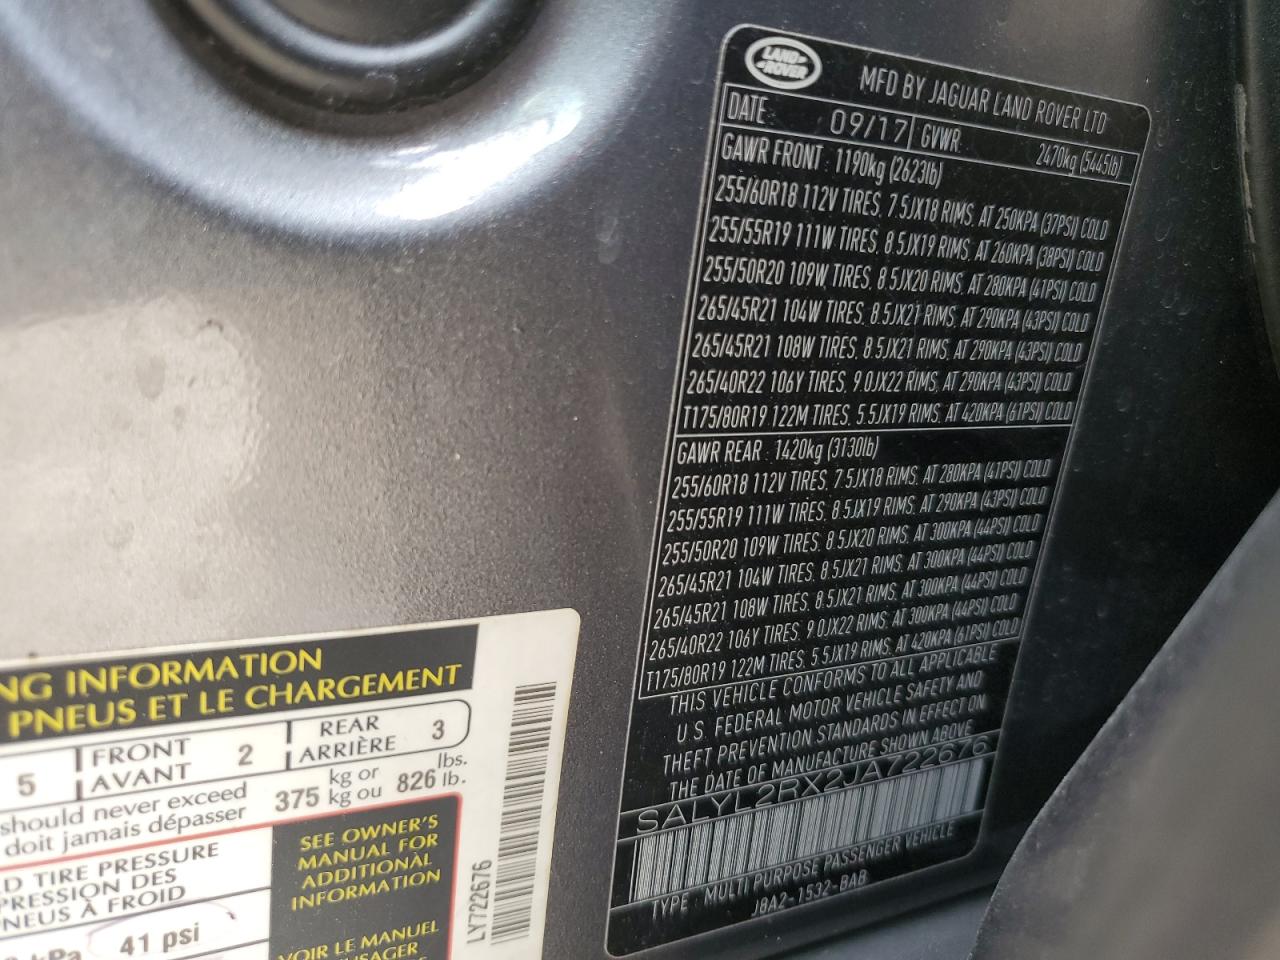 LAND ROVER
MFD BY JAGUAR LAND ROVER LTD
DATE 09/17 GVWR 2470kg (5445lb)
GAWR FRONT 1190kg (2623lb)
255/60R18 112V TIRES, 7.5JX18 RIMS, AT 250KPA (37PSI) COLD
255/55R19 111W TIRES, 8.5JX19 RIMS, AT 260KPA (38PSI) COLD
255/50R20 109W TIRES, 8.5JX20 RIMS, AT 280KPA (41PSI) COLD
265/45R21 104W TIRES, 8.5JX21 RIMS, AT 290KPA (43PSI) COLD
265/45R21 108W TIRES, 8.5JX21 RIMS, AT 290KPA (43PSI) COLD
265/40R22 106Y TIRES, 9.0JX22 RIMS, AT 290KPA (43PSI) COLD
T175/80R19 122M TIRES, 5.5JX19 RIMS, AT 420KPA (61PSI) COLD
GAWR REAR : 1420kg (3130lb)
255/60R18 112V TIRES, 7.5JX18 RIMS, AT 280KPA (41PSI) COLD
255/55R19 111W TIRES, 8.5JX19 RIMS, AT 290KPA (43PSI) COLD
255/50R20 109W TIRES, 8.5JX20 RIMS, AT 300KPA (44PSI) COLD
265/45R21 104W TIRES, 8.5JX21 RIMS, AT 300KPA (44PSI) COLD
265/45R21 108W TIRES, 8.5JX21 RIMS, AT 300KPA (44PSI) COLD
265/40R22 106Y TIRES, 9.0JX22 RIMS, AT 300KPA (44PSI) COLD
T175/80R19 122M TIRES, 5.5JX19 RIMS, AT 420KPA (61PSI) COLD
THIS VEHICLE CONFORMS TO ALL APPLICABLE
U.S. FEDERAL MOTOR VEHICLE SAFETY AND
THEFT PREVENTION STANDARDS IN EFFECT ON
THE DATE OF MANUFACTURE SHOWN ABOVE
SALYL2RX2JA722676
TYPE : MULTI PURPOSE PASSENGER VEHICLE
J8A2-1532-BAB
NG INFORMATION
PNEUS ET LE CHARGEMENT
5 FRONT AVANT 2 REAR ARRIÈRE 3
should never exceed 375 kg or 826 lbs.
doit jamais dépasser kg ou lb.
D TIRE PRESSURE
PRESSION DES
NEUS À FROID
kPa 41 psi
SEE OWNER'S
MANUAL FOR
ADDITIONAL
INFORMATION
VOIR LE MANUEL
USAGER
LY722676